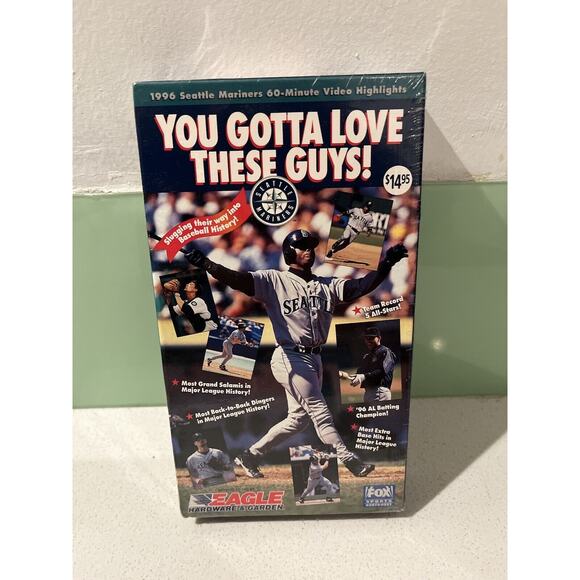 1996 Seattle Mariners 60-Minute Video Highlights
YOU GOTTA LOVE
THESE GUYS!
$14.95
SEATTLE
MARINERS
Slugging their way into
Baseball History!
SEATTLE
Team Record
5 All-Stars!
Most Grand Salamis in
Major League History!
'96 AL Batting
Champion!
Most Back-to-Back Dingers
in Major League History!
Most Extra
Base Hits in
Major League
History!
EAGLE
HARDWARE & GARDEN
FOX
SPORTS
NORTHWEST